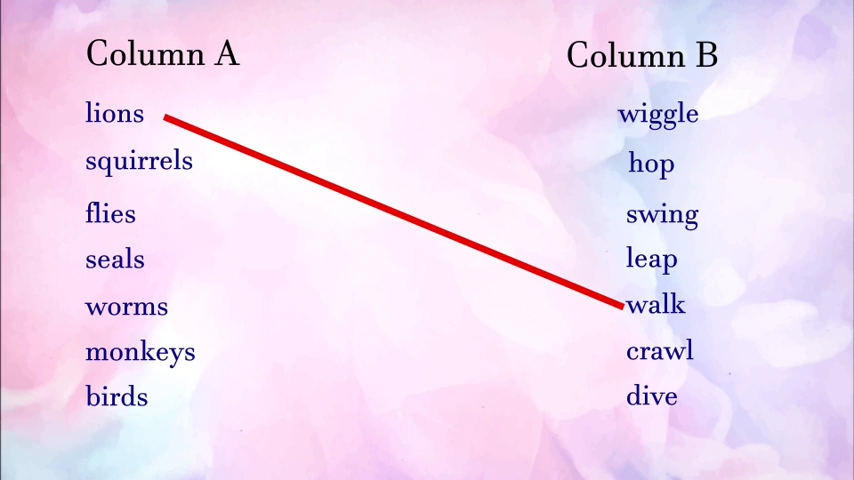 Column A
lions
squirrels
flies
seals
worms
monkeys
birds
Column B
wiggle
hop
swing
leap
walk
crawl
dive